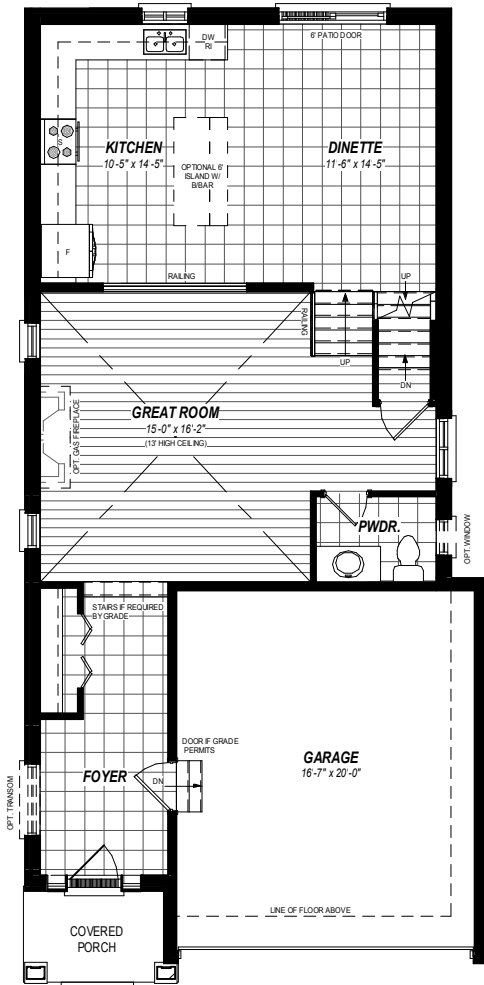 DW
RI
6' PATIO DOOR
S
KITCHEN
10'-5" x 14'-5"
OPTIONAL 6'
ISLAND W/
B/BAR
DINETTE
11'-6" x 14'-5"
F
RAILING
UP
RAILING
UP
DN
GREAT ROOM
15'-0" x 16'-2"
(13' HIGH CEILING)
OPT. GAS FIREPLACE
PWDR.
OPT. WINDOW
STAIRS IF REQUIRED
BY GRADE
DOOR IF GRADE
PERMITS
GARAGE
16'-7" x 20'-0"
FOYER
DN
OPT. TRANSOM
LINE OF FLOOR ABOVE
COVERED
PORCH